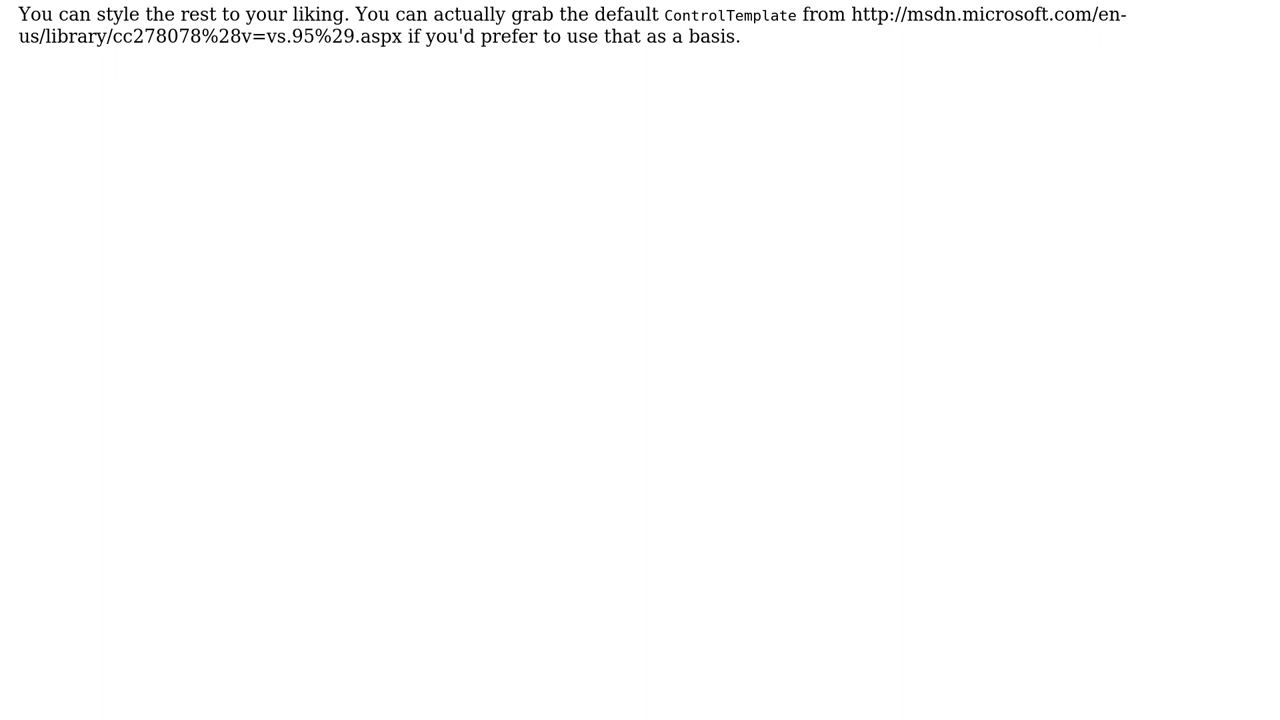 You can style the rest to your liking. You can actually grab the default ControlTemplate from http://msdn.microsoft.com/en-
us/library/cc278078%28v=vs.95%29.aspx if you'd prefer to use that as a basis.